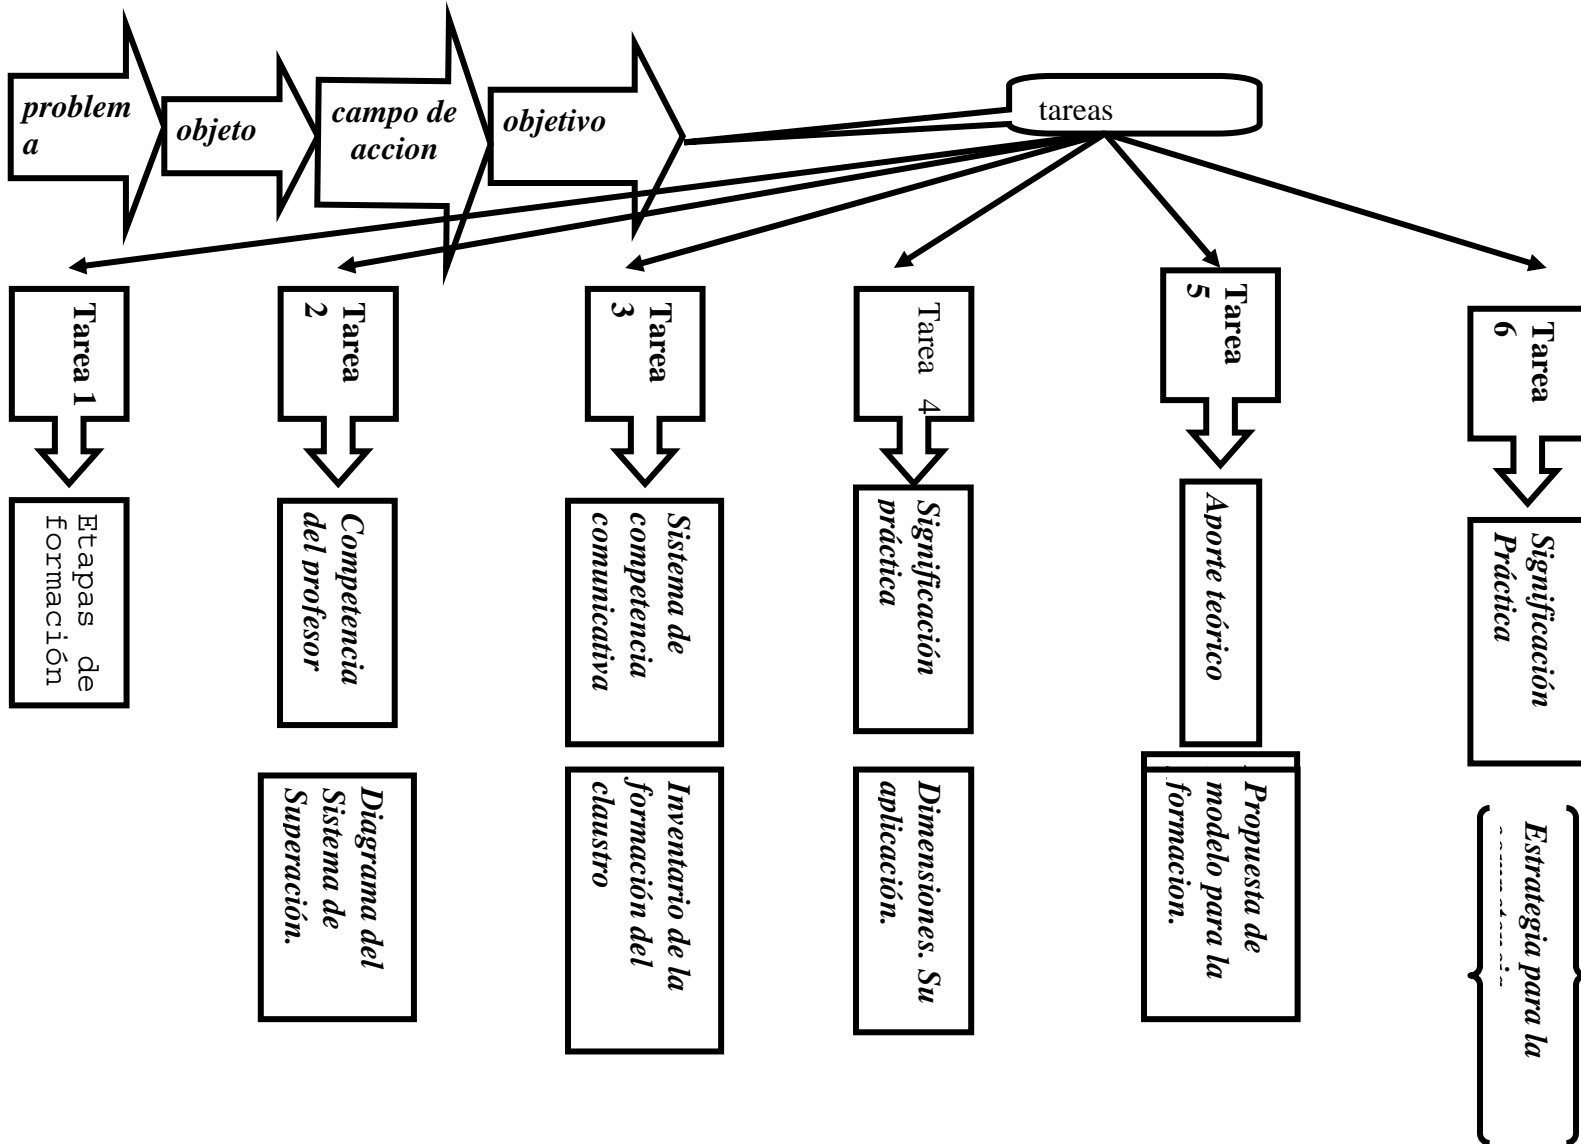 problem
a
objeto
campo de
accion
objetivo
tareas
Tarea 1
Tarea
2
Tarea
3
Tarea 4
Tarea
5
Tarea
6
Etapas de
formación
Competencia
del profesor
Sistema de
competencia
comunicativa
Significación
práctica
Aporte teórico
Significación
Práctica
Diagrama del
Sistema de
Superación.
Inventario de la
formación del
claustro
Dimensiones. Su
aplicación.
Propuesta de
modelo para la
formacion.
Estrategia para la